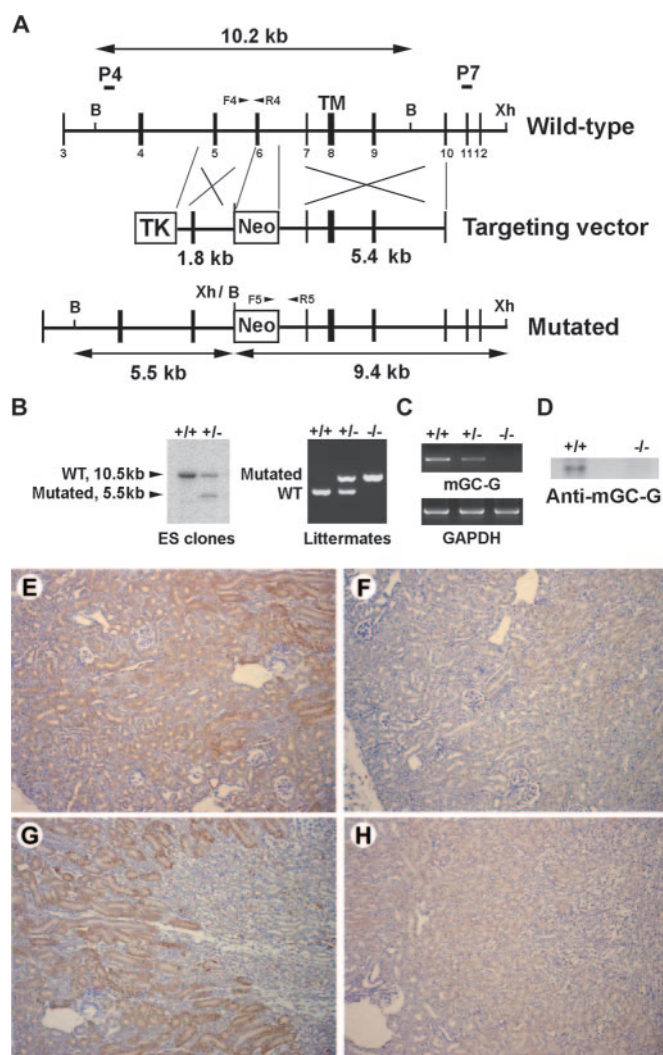 A
10.2 kb
P4
P7
F4 R4
TM
B
B
Xh
Wild-type
3 4 5 6 7 8 9 10 11 12
TK
Neo
Targeting vector
1.8 kb
5.4 kb
Xh/ B
F5 R5
B
Xh
Neo
Mutated
5.5 kb
9.4 kb
B
+/+ +/-
WT, 10.5kb
Mutated, 5.5kb
ES clones
+/+ +/- -/-
Mutated
WT
Littermates
C
+/+ +/- -/-
mGC-G
GAPDH
D
+/+ -/-
Anti-mGC-G
E
F
G
H